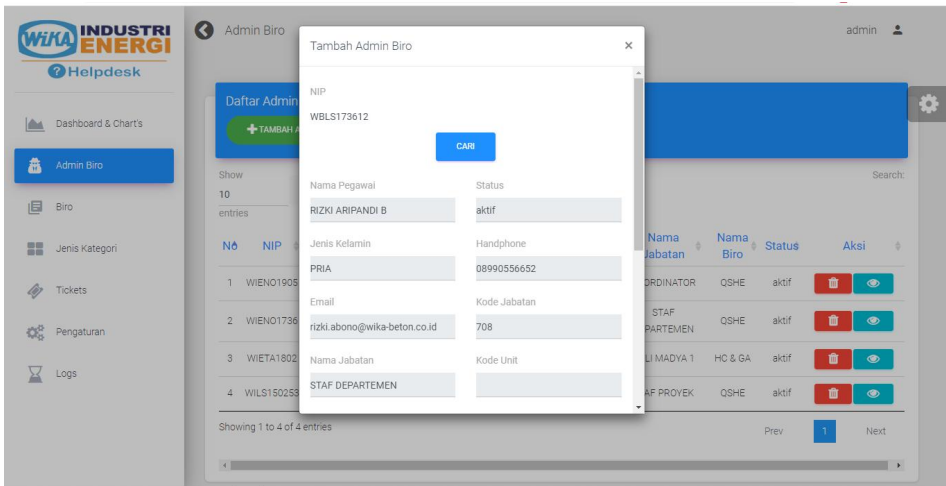 WIKA INDUSTRI ENERGI
Helpdesk
Admin Biro
admin
Dashboard & Chart's
Admin Biro
Biro
Jenis Kategori
Tickets
Pengaturan
Logs
Daftar Admin
TAMBAH A
Show
10
entries
Search:
Tambah Admin Biro
×
NIP
WBLS173612
CARI
Nama Pegawai Status
RIZKI ARIPANDI B aktif
Jenis Kelamin Handphone
PRIA 08990556652
Email Kode Jabatan
rizki.abono@wika-beton.co.id 708
Nama Jabatan Kode Unit
STAF DEPARTEMEN
No NIP Nama Jabatan Nama Biro Status Aksi
1 WIENO1905 ORDINATOR QSHE aktif
2 WIENO1736 STAF PARTEMEN QSHE aktif
3 WIETA1802 LI MADYA 1 HC & GA aktif
4 WILS150253 AF PROYEK QSHE aktif
Showing 1 to 4 of 4 entries
Prev 1 Next